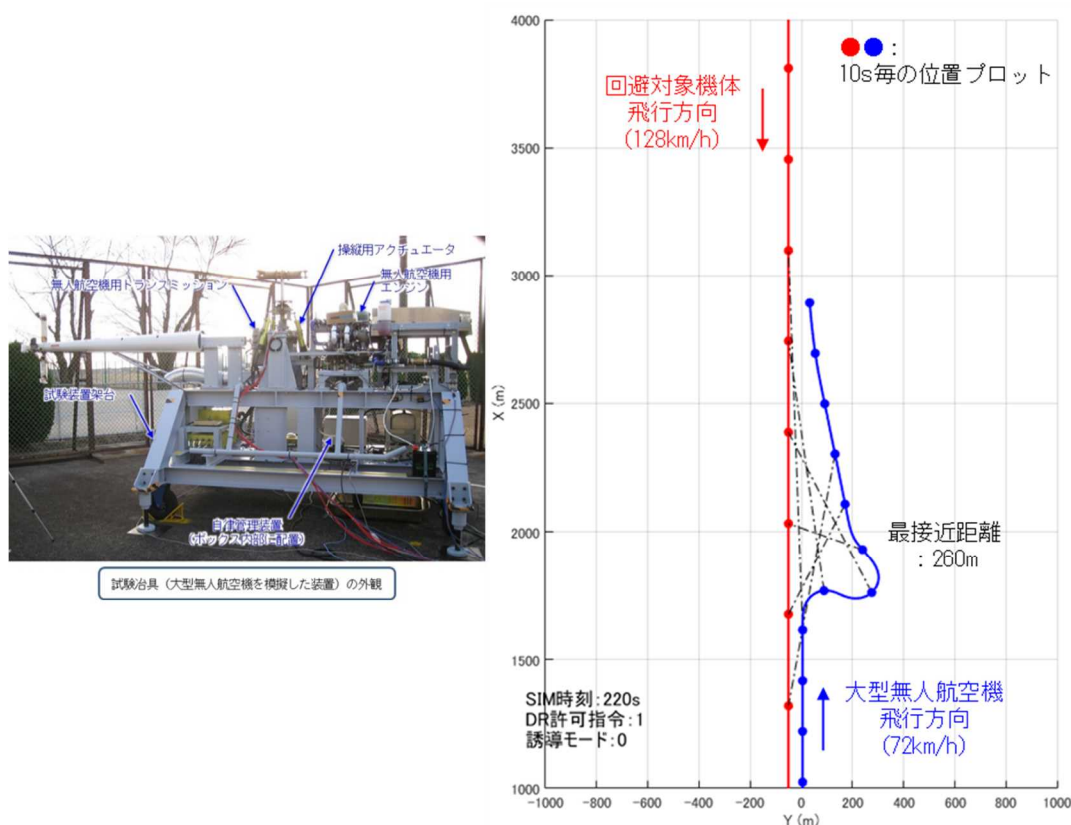 操縦用アクチュエータ
無人航空機用トランスミッション
無人航空機用
エンジン
試験装置架台
自律管理装置
(ボックス内部に配置)
試験冶具（大型無人航空機を模擬した装置）の外観
4000
3500
3000
2500
2000
1500
1000
X (m)
:
10s毎の位置プロット
回避対象機体
飛行方向
(128km/h)
最接近距離
: 260m
大型無人航空機
飛行方向
(72km/h)
SIM時刻:220s
DR許可指令:1
誘導モード:0
-1000
-800
-600
-400
-200
0
200
400
600
800
1000
Y (m)